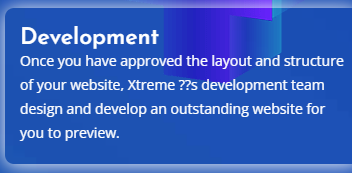 Development
Once you have approved the layout and structure
of your website, Xtreme ??s development team
design and develop an outstanding website for
you to preview.